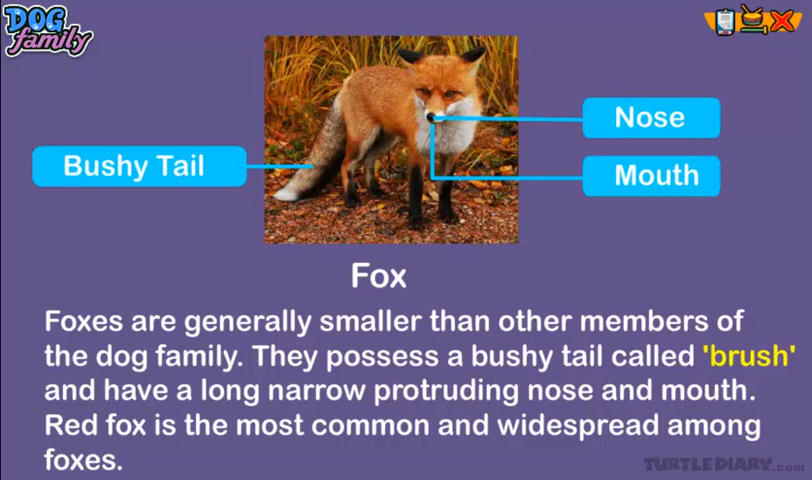 DOG
family
Nose
Bushy Tail
Mouth
Fox
Foxes are generally smaller than other members of
the dog family. They possess a bushy tail called 'brush'
and have a long narrow protruding nose and mouth.
Red fox is the most common and widespread among
foxes.
TURTLEDIARY.com